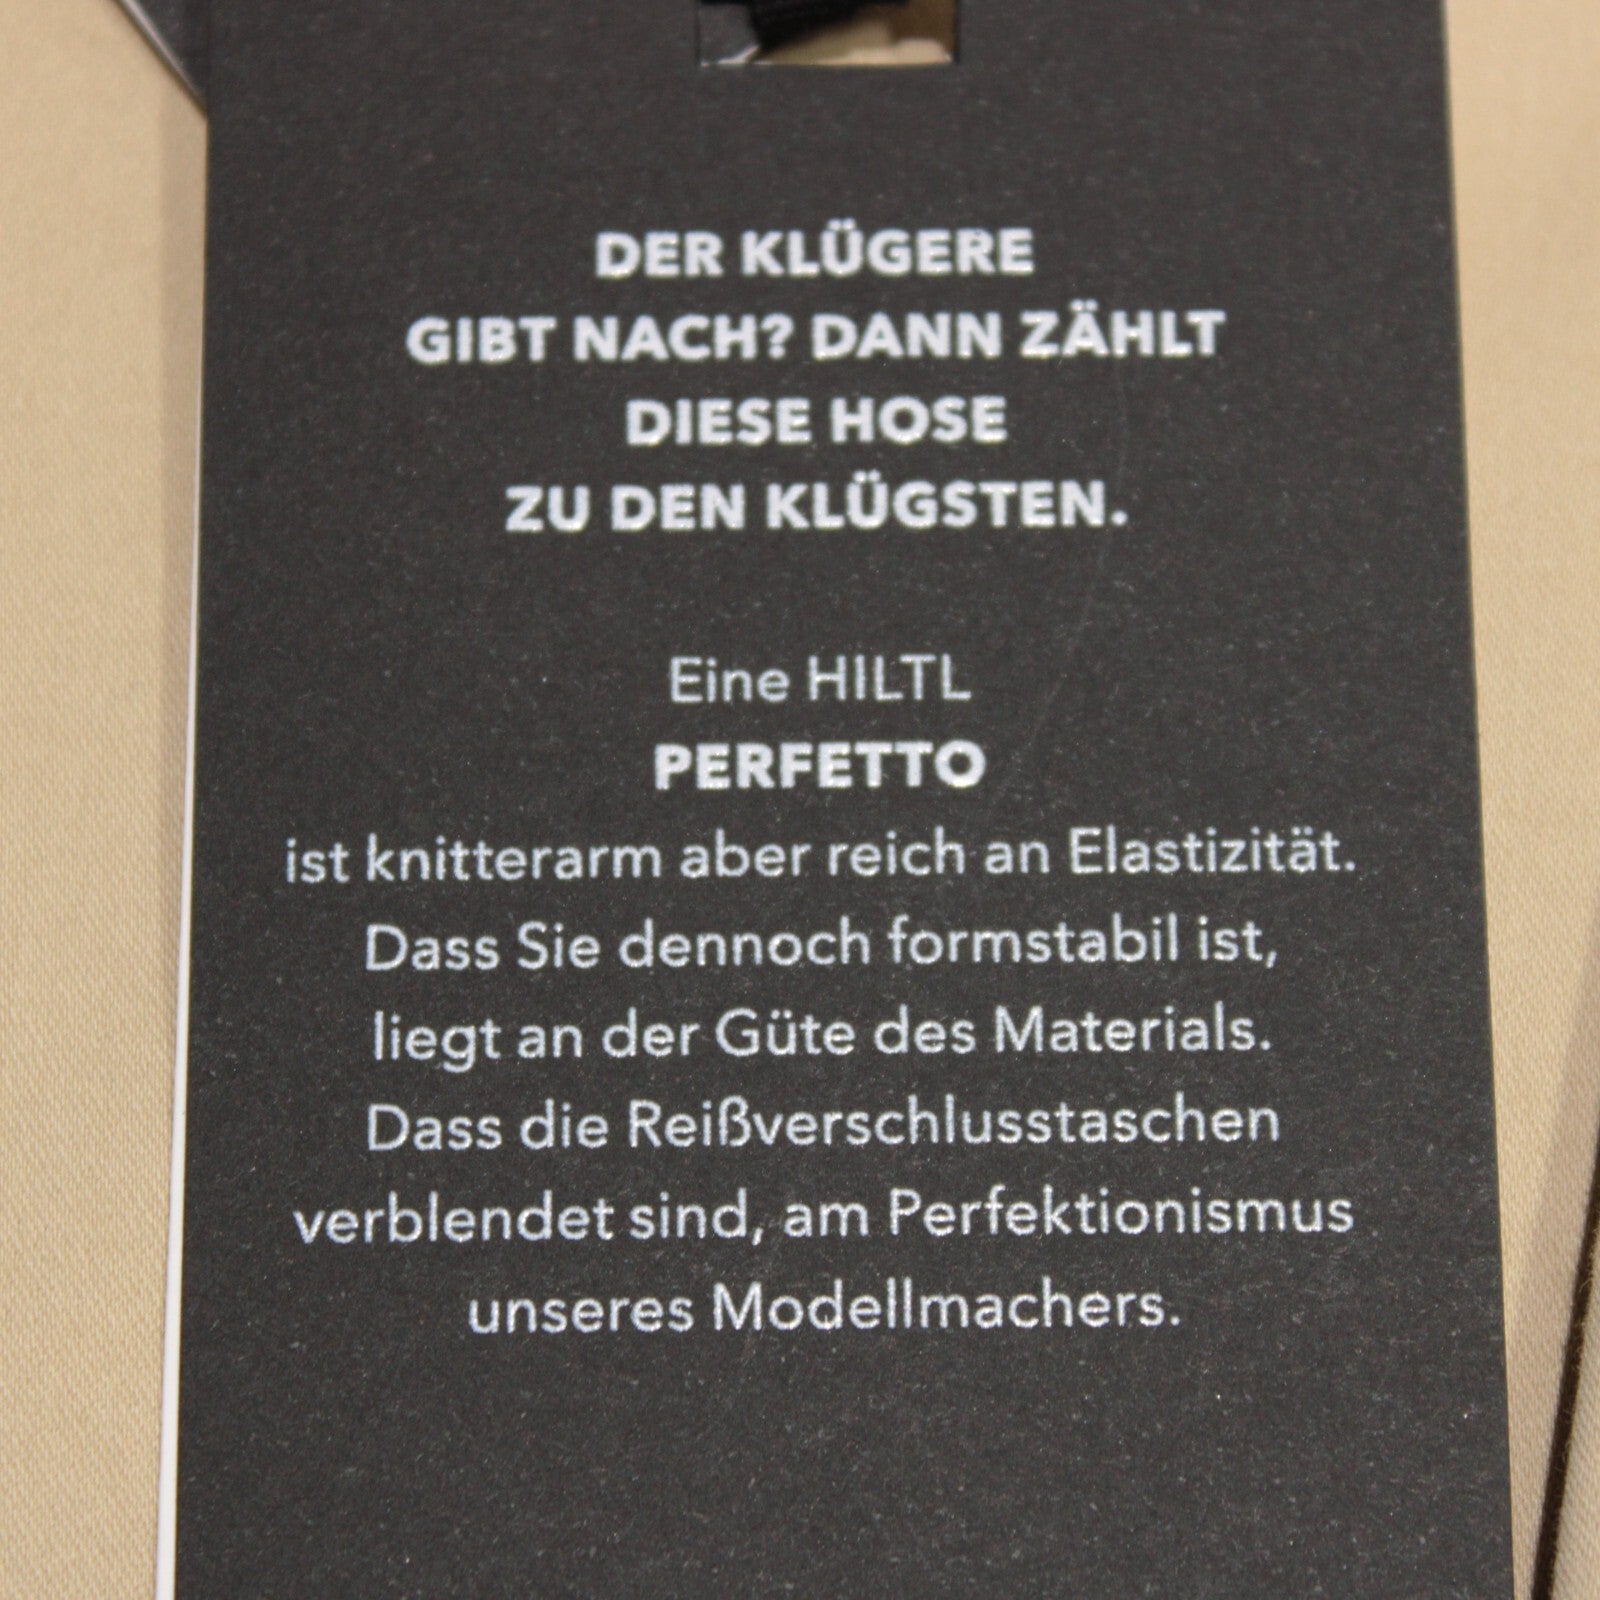 DER KLÜGERE
GIBT NACH? DANN ZÄHLT
DIESE HOSE
ZU DEN KLÜGSTEN.
Eine HILTL
PERFETTO
ist knitterarm aber reich an Elastizität.
Dass Sie dennoch formstabil ist,
liegt an der Güte des Materials.
Dass die Reißverschlusstaschen
verblendet sind, am Perfektionismus
unseres Modellmachers.